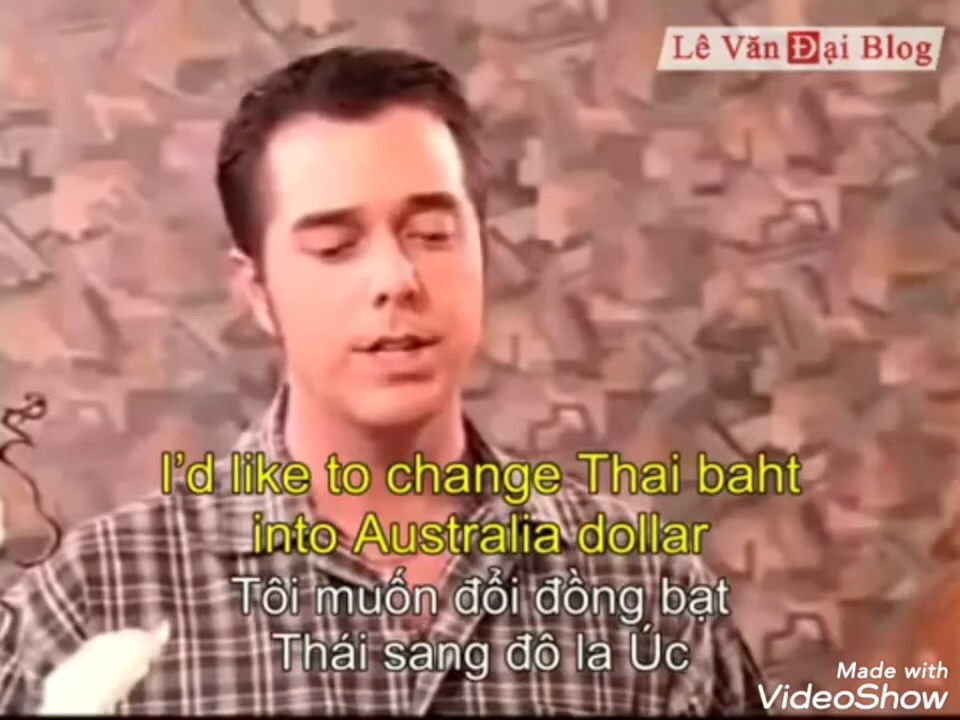 Lê Văn Đại Blog
I'd like to change Thai baht
into Australia dollar
Tôi muốn đổi đồng bạt
Thái sang đô la Úc
Made with
VideoShow